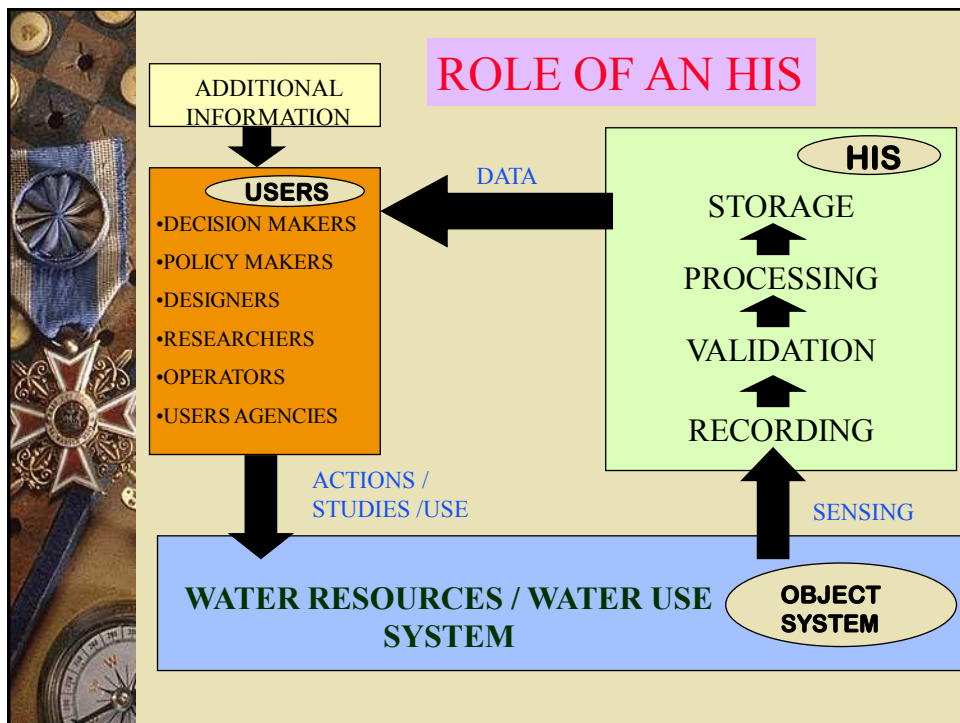 ROLE OF AN HIS
ADDITIONAL
INFORMATION
USERS
•DECISION MAKERS
•POLICY MAKERS
•DESIGNERS
•RESEARCHERS
•OPERATORS
•USERS AGENCIES
DATA
HIS
STORAGE
PROCESSING
VALIDATION
RECORDING
ACTIONS /
STUDIES /USE
SENSING
WATER RESOURCES / WATER USE
SYSTEM
OBJECT
SYSTEM